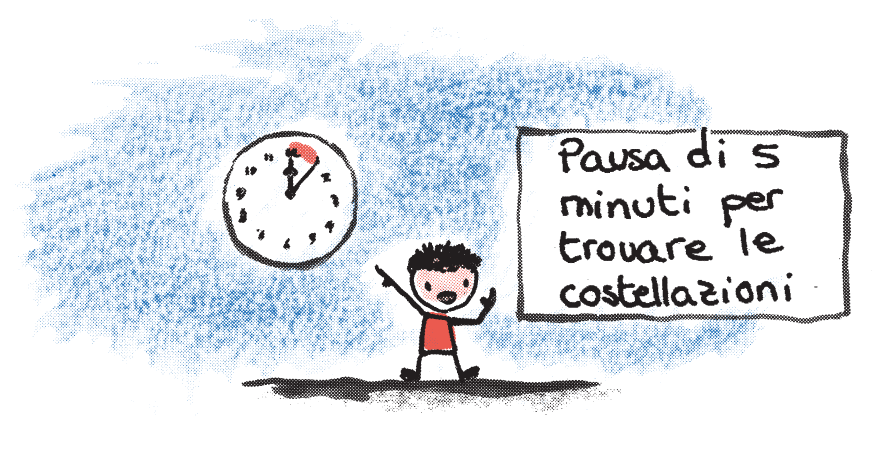 Pausa di 5
minuti per
trovare le
costellazioni